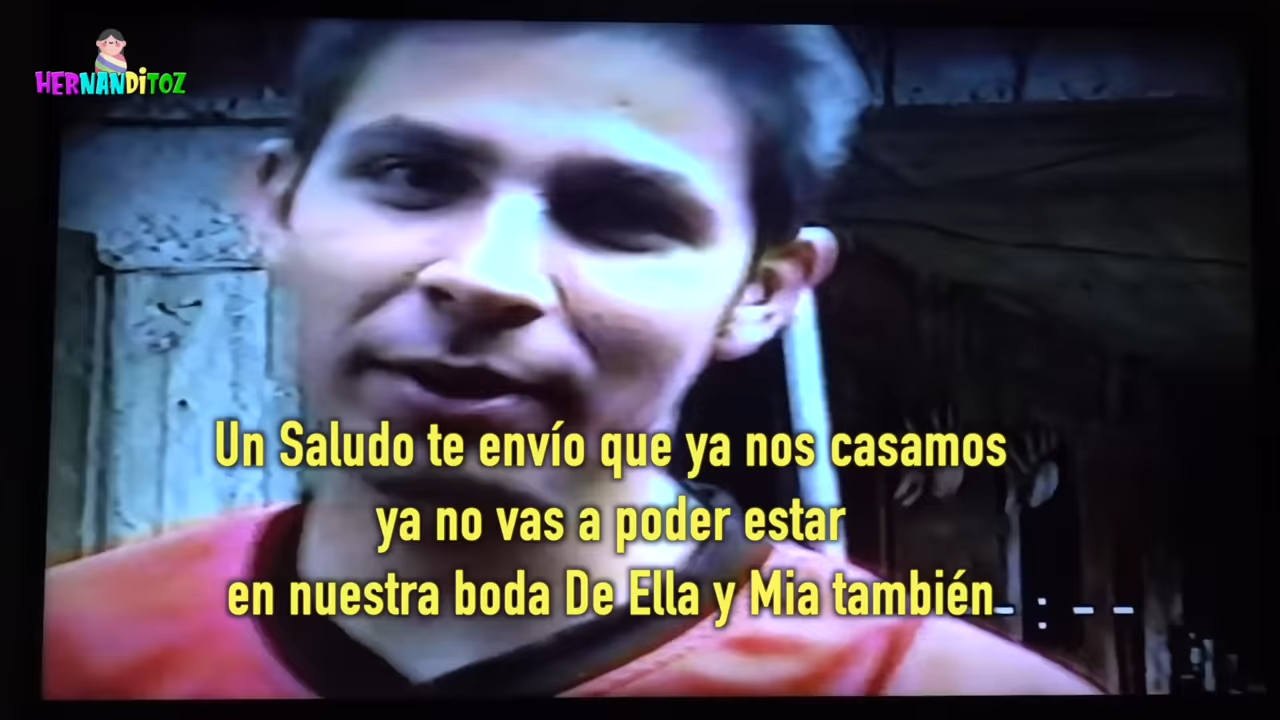 HERNANDiTOZ
Un Saludo te envío que ya nos casamos
ya no vas a poder estar
en nuestra boda De Ella y Mia también
- : - -